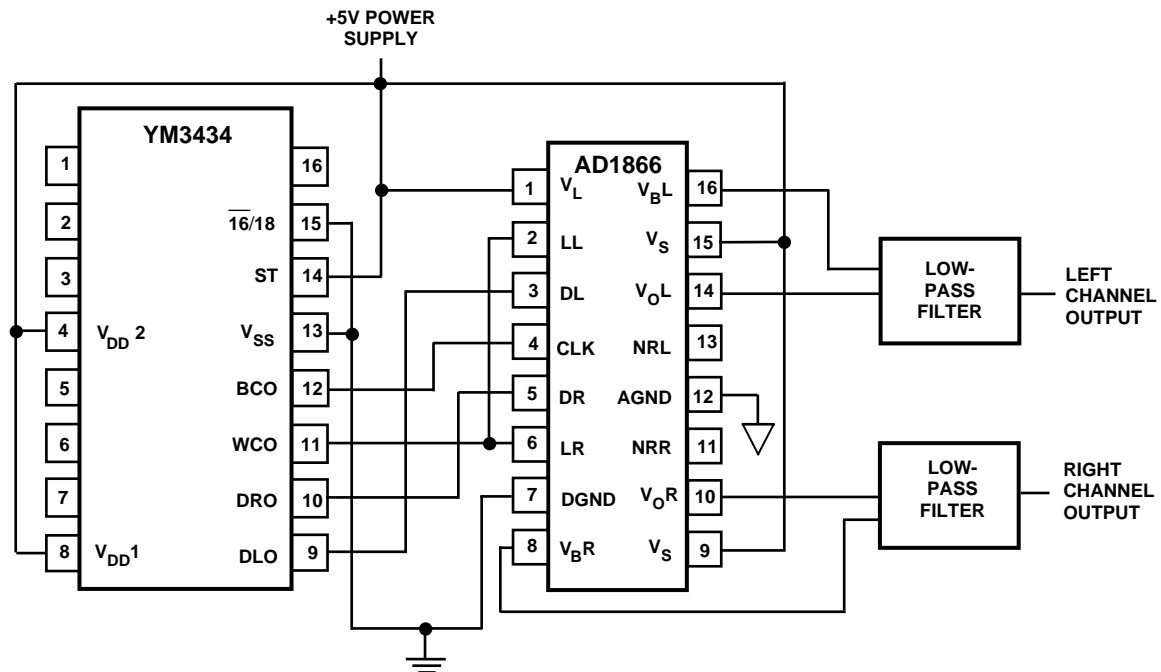 +5V POWER
SUPPLY
YM3434
1
2
3
4
5
6
7
8
V_DD 2
V_DD1
16
15
14
13
12
11
10
9
1̅6̅/18
ST
V_SS
BCO
WCO
DRO
DLO
AD1866
1
2
3
4
5
6
7
8
V_L
LL
DL
CLK
DR
LR
DGND
V_BR
V_BL
V_S
V_OL
NRL
AGND
NRR
V_OR
V_S
16
15
14
13
12
11
10
9
LOW-
PASS
FILTER
LEFT
CHANNEL
OUTPUT
LOW-
PASS
FILTER
RIGHT
CHANNEL
OUTPUT